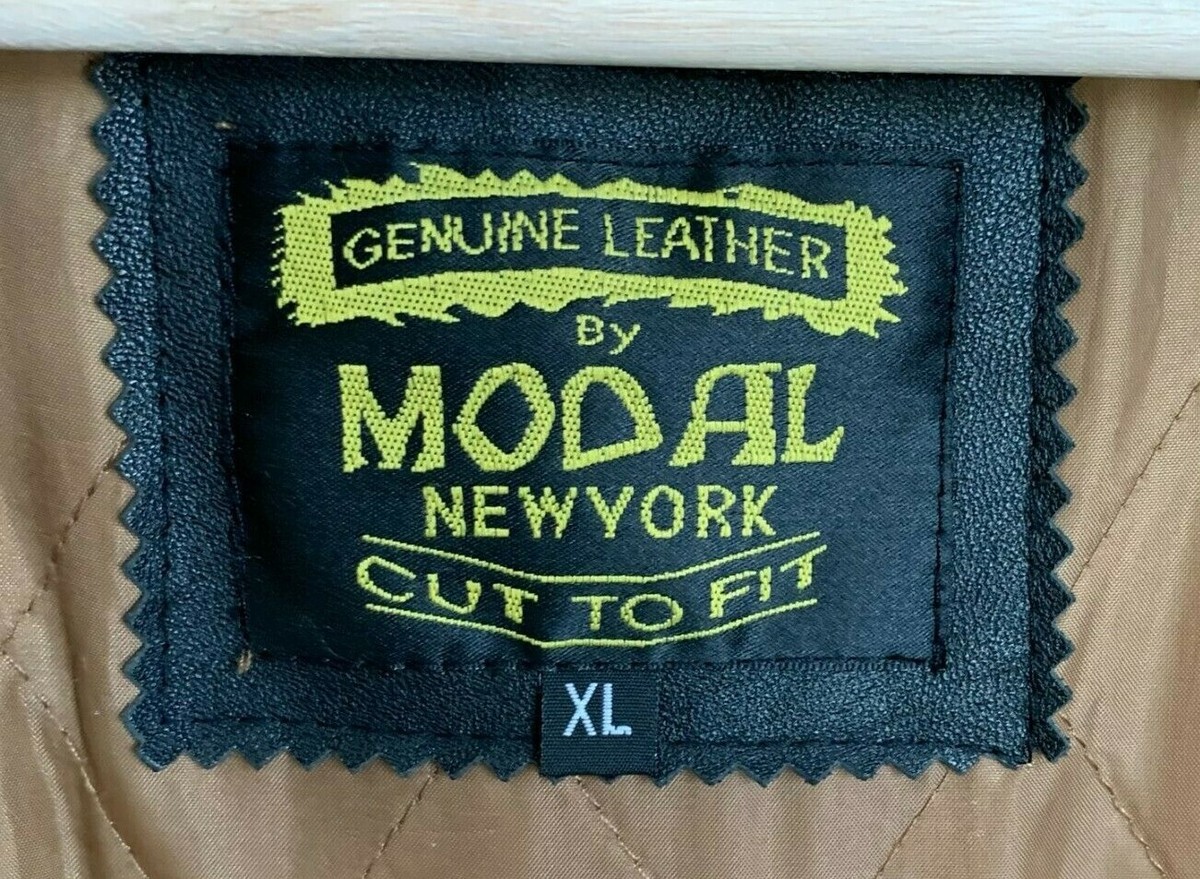 GENUINE LEATHER
By
MODAL
NEWYORK
CUT TO FIT
XL